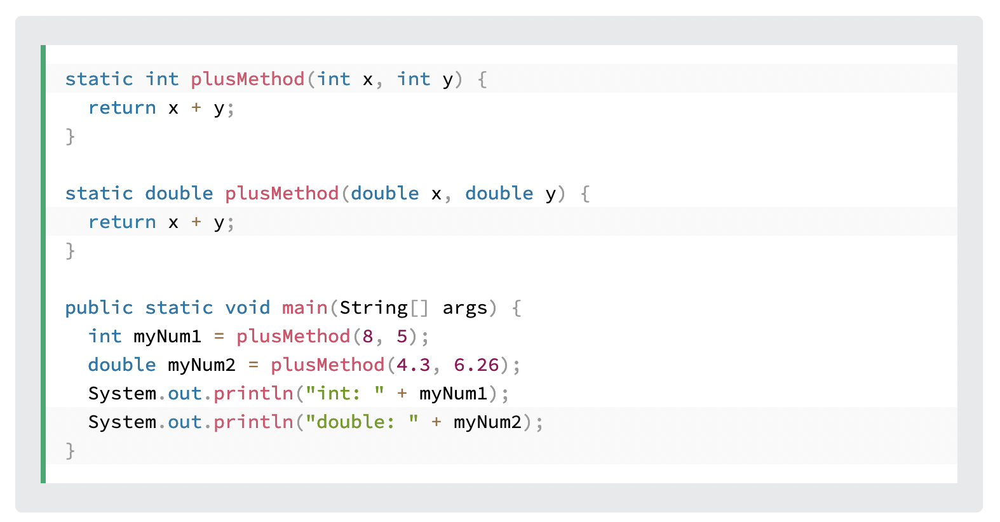 static int plusMethod(int x, int y) {
  return x + y;
}

static double plusMethod(double x, double y) {
  return x + y;
}

public static void main(String[] args) {
  int myNum1 = plusMethod(8, 5);
  double myNum2 = plusMethod(4.3, 6.26);
  System.out.println("int: " + myNum1);
  System.out.println("double: " + myNum2);
}